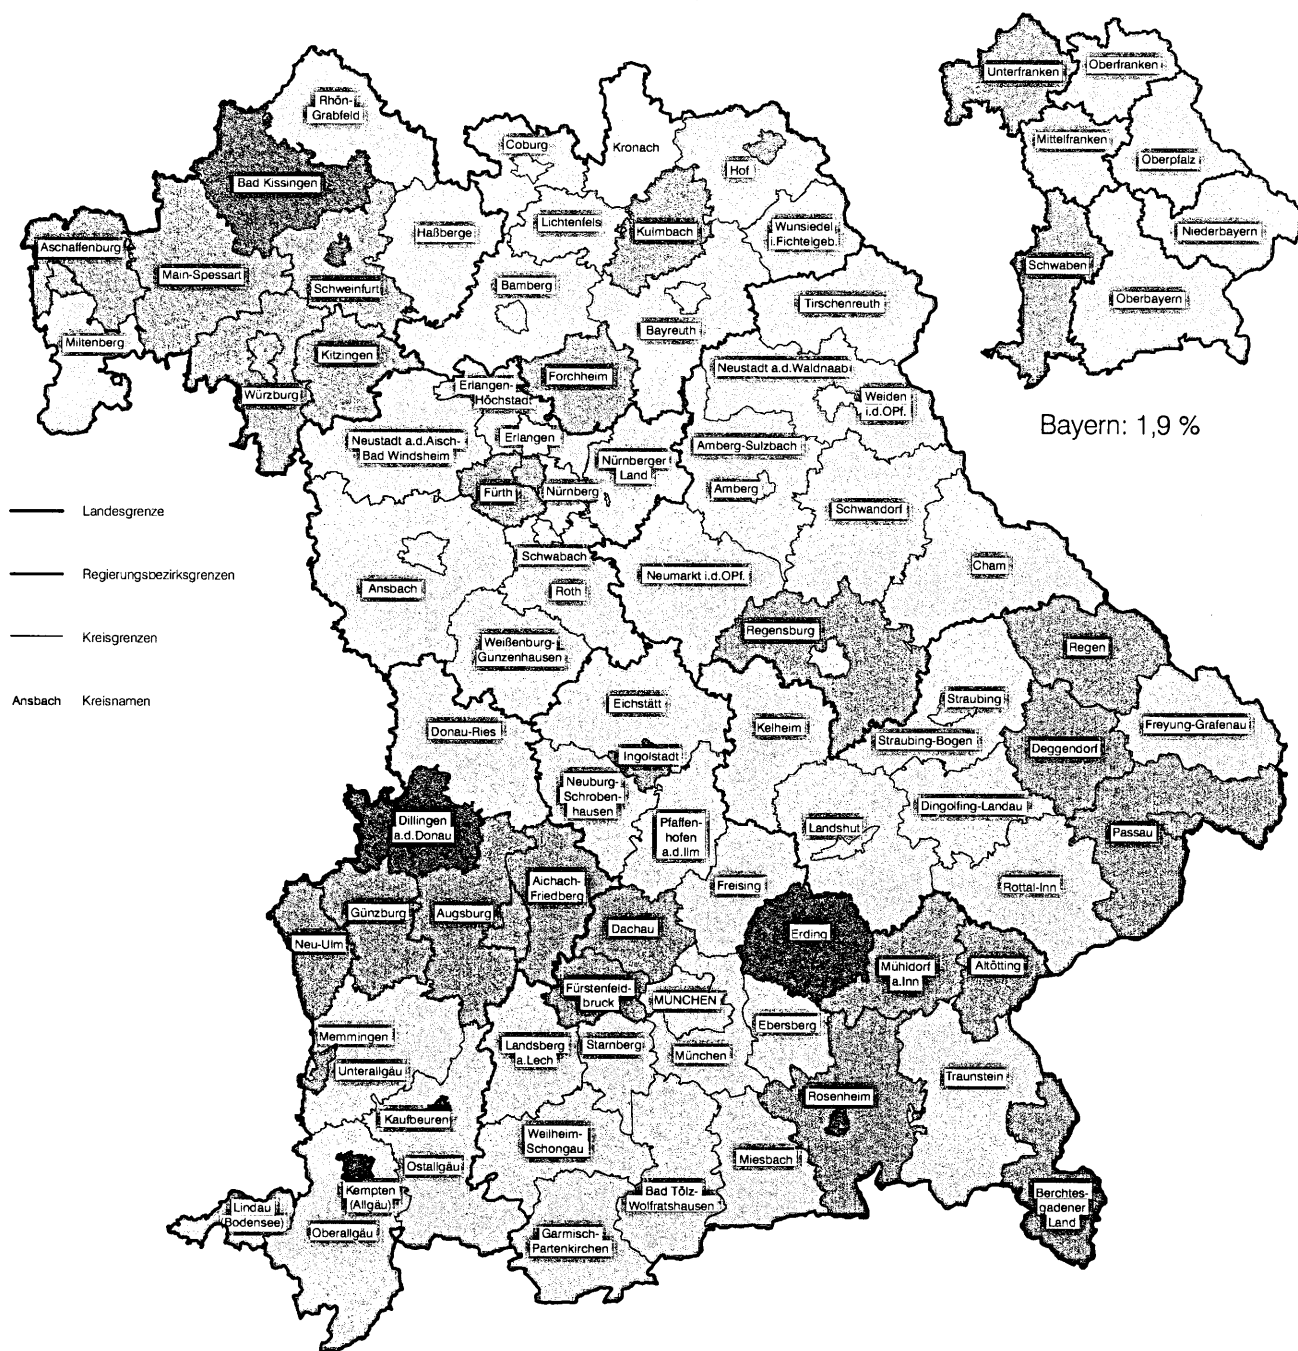 Unterfranken
Oberfranken
Mittelfranken
Oberpfalz
Niederbayern
Schwaben
Oberbayern
Bayern: 1,9 %
Rhön-
Grabfeld
Coburg
Kronach
Hof
Bad Kissingen
Lichtenfels
Kulmbach
Wunsiedel
i.Fichtelgeb.
Haßberge
Aschaffenburg
Main-Spessart
Schweinfurt
Bamberg
Bayreuth
Tirschenreuth
Miltenberg
Kitzingen
Forchheim
Neustadt a.d.Waldnaab
Würzburg
Erlangen-
Höchstadt
Weiden
i.d.OPf.
Neustadt a.d.Aisch-
Bad Windsheim
Erlangen
Nürnberger
Land
Amberg-Sulzbach
Fürth
Nürnberg
Amberg
Schwandorf
Landesgrenze
Regierungsbezirksgrenzen
Kreisgrenzen
Ansbach Kreisnamen
Schwabach
Ansbach
Roth
Neumarkt i.d.OPf.
Cham
Weißenburg-
Gunzenhausen
Regensburg
Regen
Eichstätt
Straubing
Donau-Ries
Kelheim
Freyung-Grafenau
Straubing-Bogen
Deggendorf
Ingolstadt
Neuburg-
Schroben-
hausen
Dingolfing-Landau
Dillingen
a.d.Donau
Pfaffen-
hofen
a.d.Ilm
Landshut
Passau
Aichach-
Friedberg
Freising
Rottal-Inn
Günzburg
Augsburg
Dachau
Erding
Neu-Ulm
Mühldorf
a.Inn
Altötting
Fürstenfeld-
bruck
MÜNCHEN
Ebersberg
Memmingen
Landsberg
a.Lech
Starnberg
München
Unterallgäu
Traunstein
Rosenheim
Kaufbeuren
Weilheim-
Schongau
Miesbach
Ostallgäu
Kempten
(Allgäu)
Bad Tölz-
Wolfratshausen
Berchtes-
gadener
Land
Lindau
(Bodensee)
Oberallgäu
Garmisch-
Partenkirchen